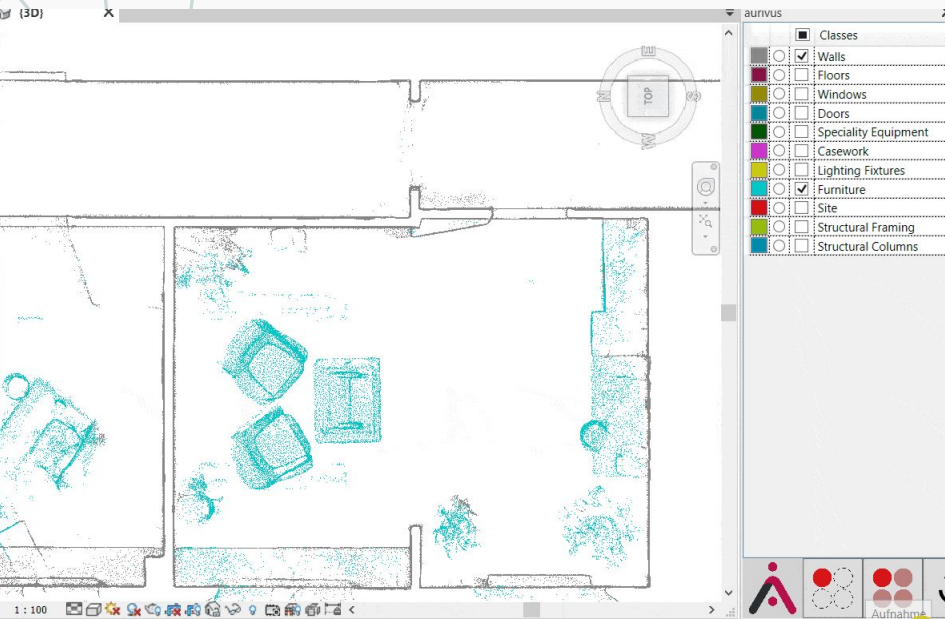 {3D}
aurivus
Classes
Walls
Floors
Windows
Doors
Speciality Equipment
Casework
Lighting Fixtures
Furniture
Site
Structural Framing
Structural Columns
E
N
TOP
S
W
1 : 100
Aufnahme